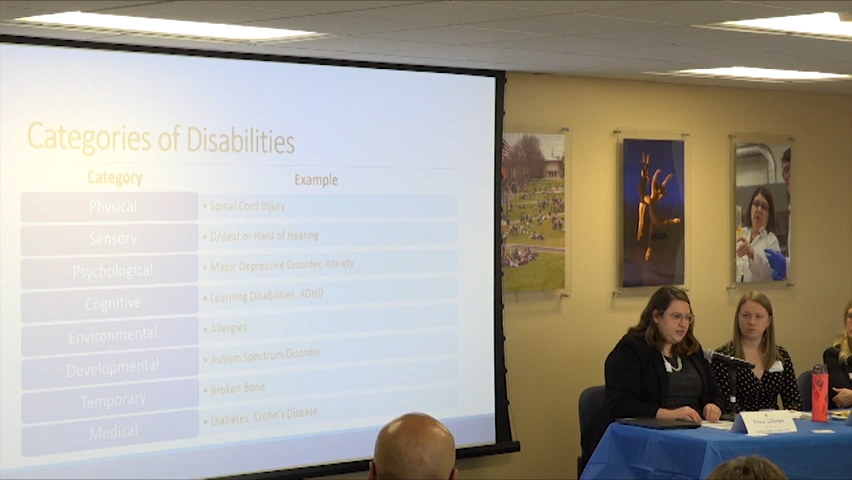 Categories of Disabilities
Category
Example
Physical
• Spinal Cord Injury
Sensory
• D/deaf or Hard of Hearing
Psychological
• Major Depressive Disorder, Anxiety
Cognitive
• Learning Disabilities, ADHD
Environmental
• Allergies
Developmental
• Autism Spectrum Disorder
Temporary
• Broken Bone
Medical
• Diabetes, Crohn's Disease